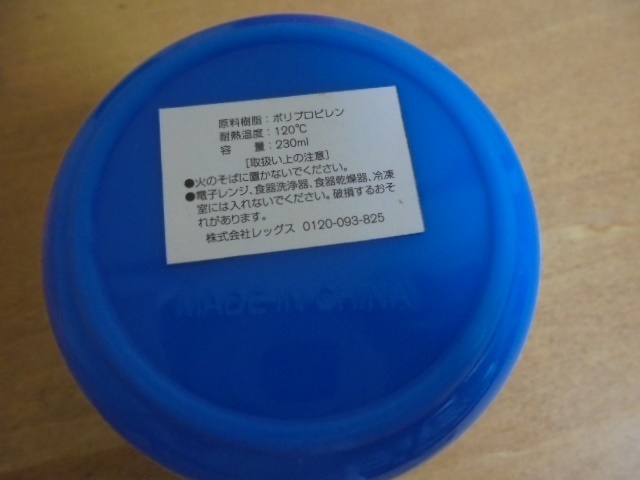 原料樹脂：ポリプロピレン
耐熱温度：120℃
容　　量：230ml
［取扱い上の注意］
●火のそばに置かないでください。
●電子レンジ、食器洗浄器、食器乾燥器、冷凍
室には入れないでください。破損するおそ
れがあります。
株式会社レッグス 0120-093-825
MADE IN CHINA